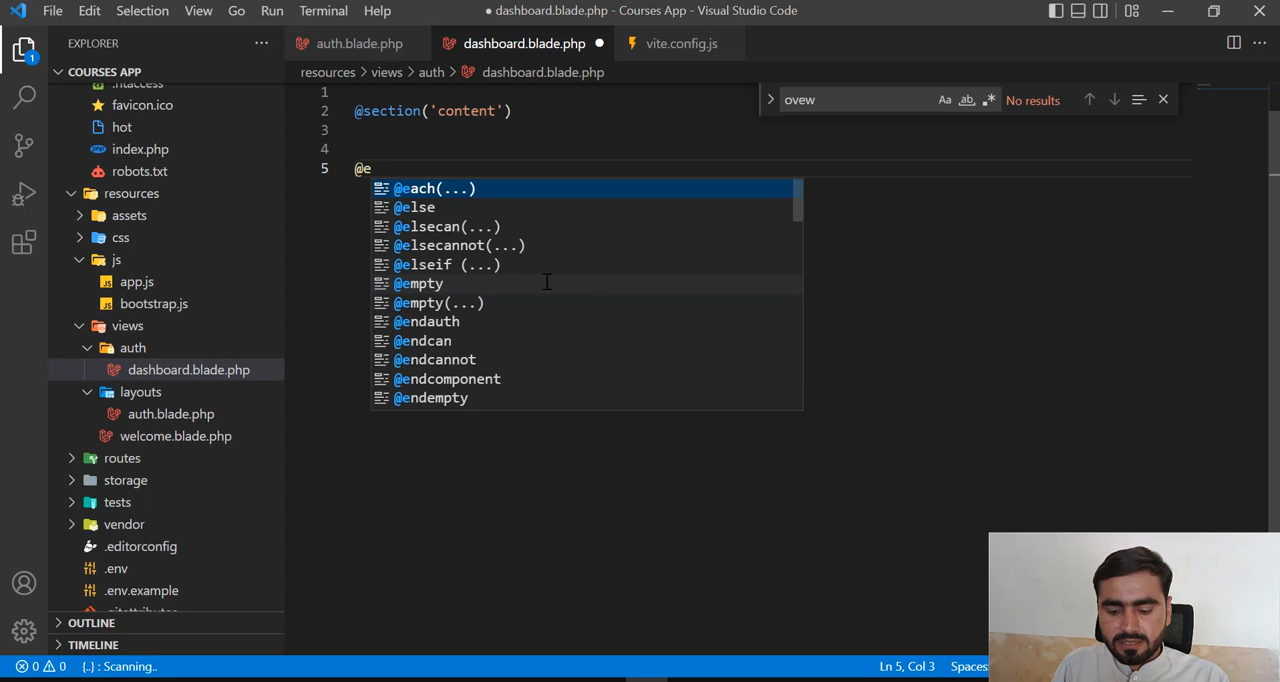 File Edit Selection View Go Run Terminal Help
● dashboard.blade.php - Courses App - Visual Studio Code
EXPLORER
auth.blade.php dashboard.blade.php vite.config.js
COURSES APP
resources > views > auth > dashboard.blade.php
.htaccess
favicon.ico
hot
index.php
robots.txt
resources
assets
css
js
app.js
bootstrap.js
views
auth
dashboard.blade.php
layouts
auth.blade.php
welcome.blade.php
routes
storage
tests
vendor
.editorconfig
.env
.env.example
.gitattributes
OUTLINE
TIMELINE
1
ovew Aa ab No results
1
2 @section('content')
3
4
5 @e
@each(...)
@else
@elsecan(...)
@elsecannot(...)
@elseif (...)
@empty
@empty(...)
@endauth
@endcan
@endcannot
@endcomponent
@endempty
0 0 {..} : Scanning..
Ln 5, Col 3 Spaces